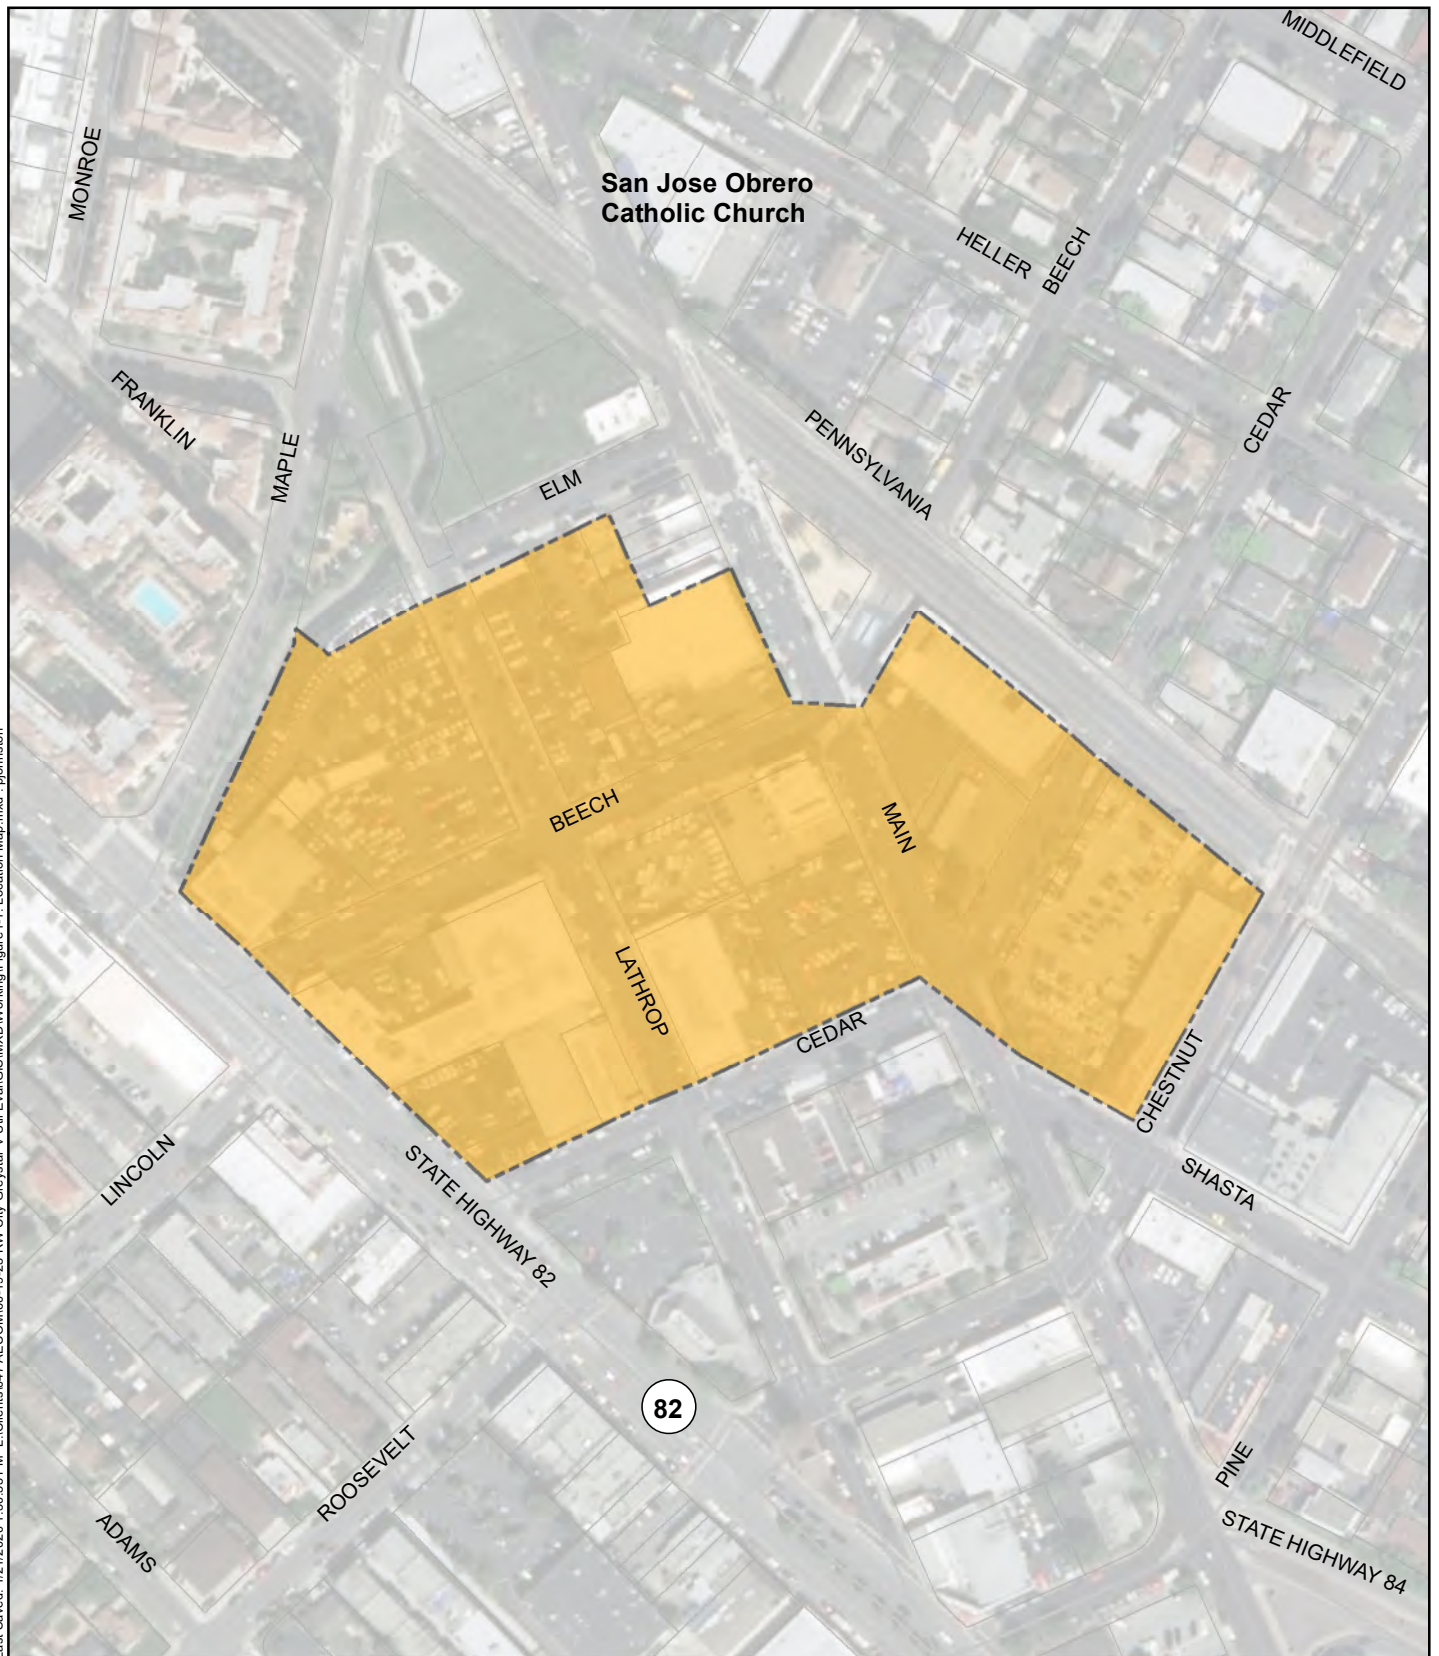 MIDDLEFIELD
MONROE
San Jose Obrero
Catholic Church
HELLER
BEECH
FRANKLIN
MAPLE
PENNSYLVANIA
CEDAR
ELM
BEECH
MAIN
LATHROP
CEDAR
CHESTNUT
LINCOLN
STATE HIGHWAY 82
SHASTA
82
ROOSEVELT
PINE
ADAMS
STATE HIGHWAY 84